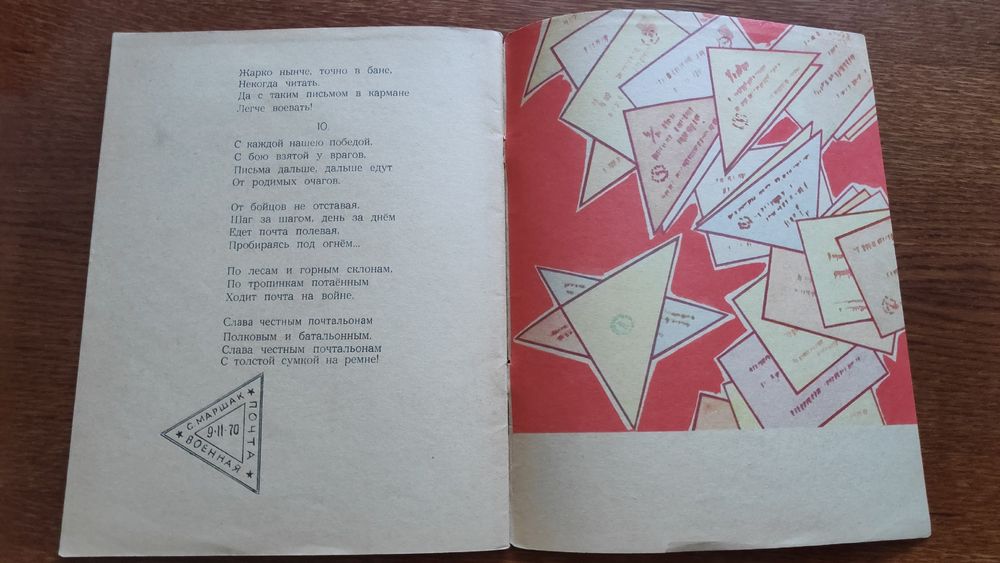 Жарко нынче, точно в бане,
Некогда читать.
Да с таким письмом в кармане
Легче воевать!
10
С каждой нашею победой,
С бою взятой у врагов,
Письма дальше, дальше едут
От родимых очагов.
От бойцов не отставая,
Шаг за шагом, день за днём
Едет почта полевая,
Пробираясь под огнём...
По лесам и горным склонам,
По тропинкам потаённым
Ходит почта на войне.
Слава честным почтальонам
Полковым и батальонным.
Слава честным почтальонам
С толстой сумкой на ремне!
С. МАРШАК
ПОЧТА
ВОЕННАЯ
9·II·70